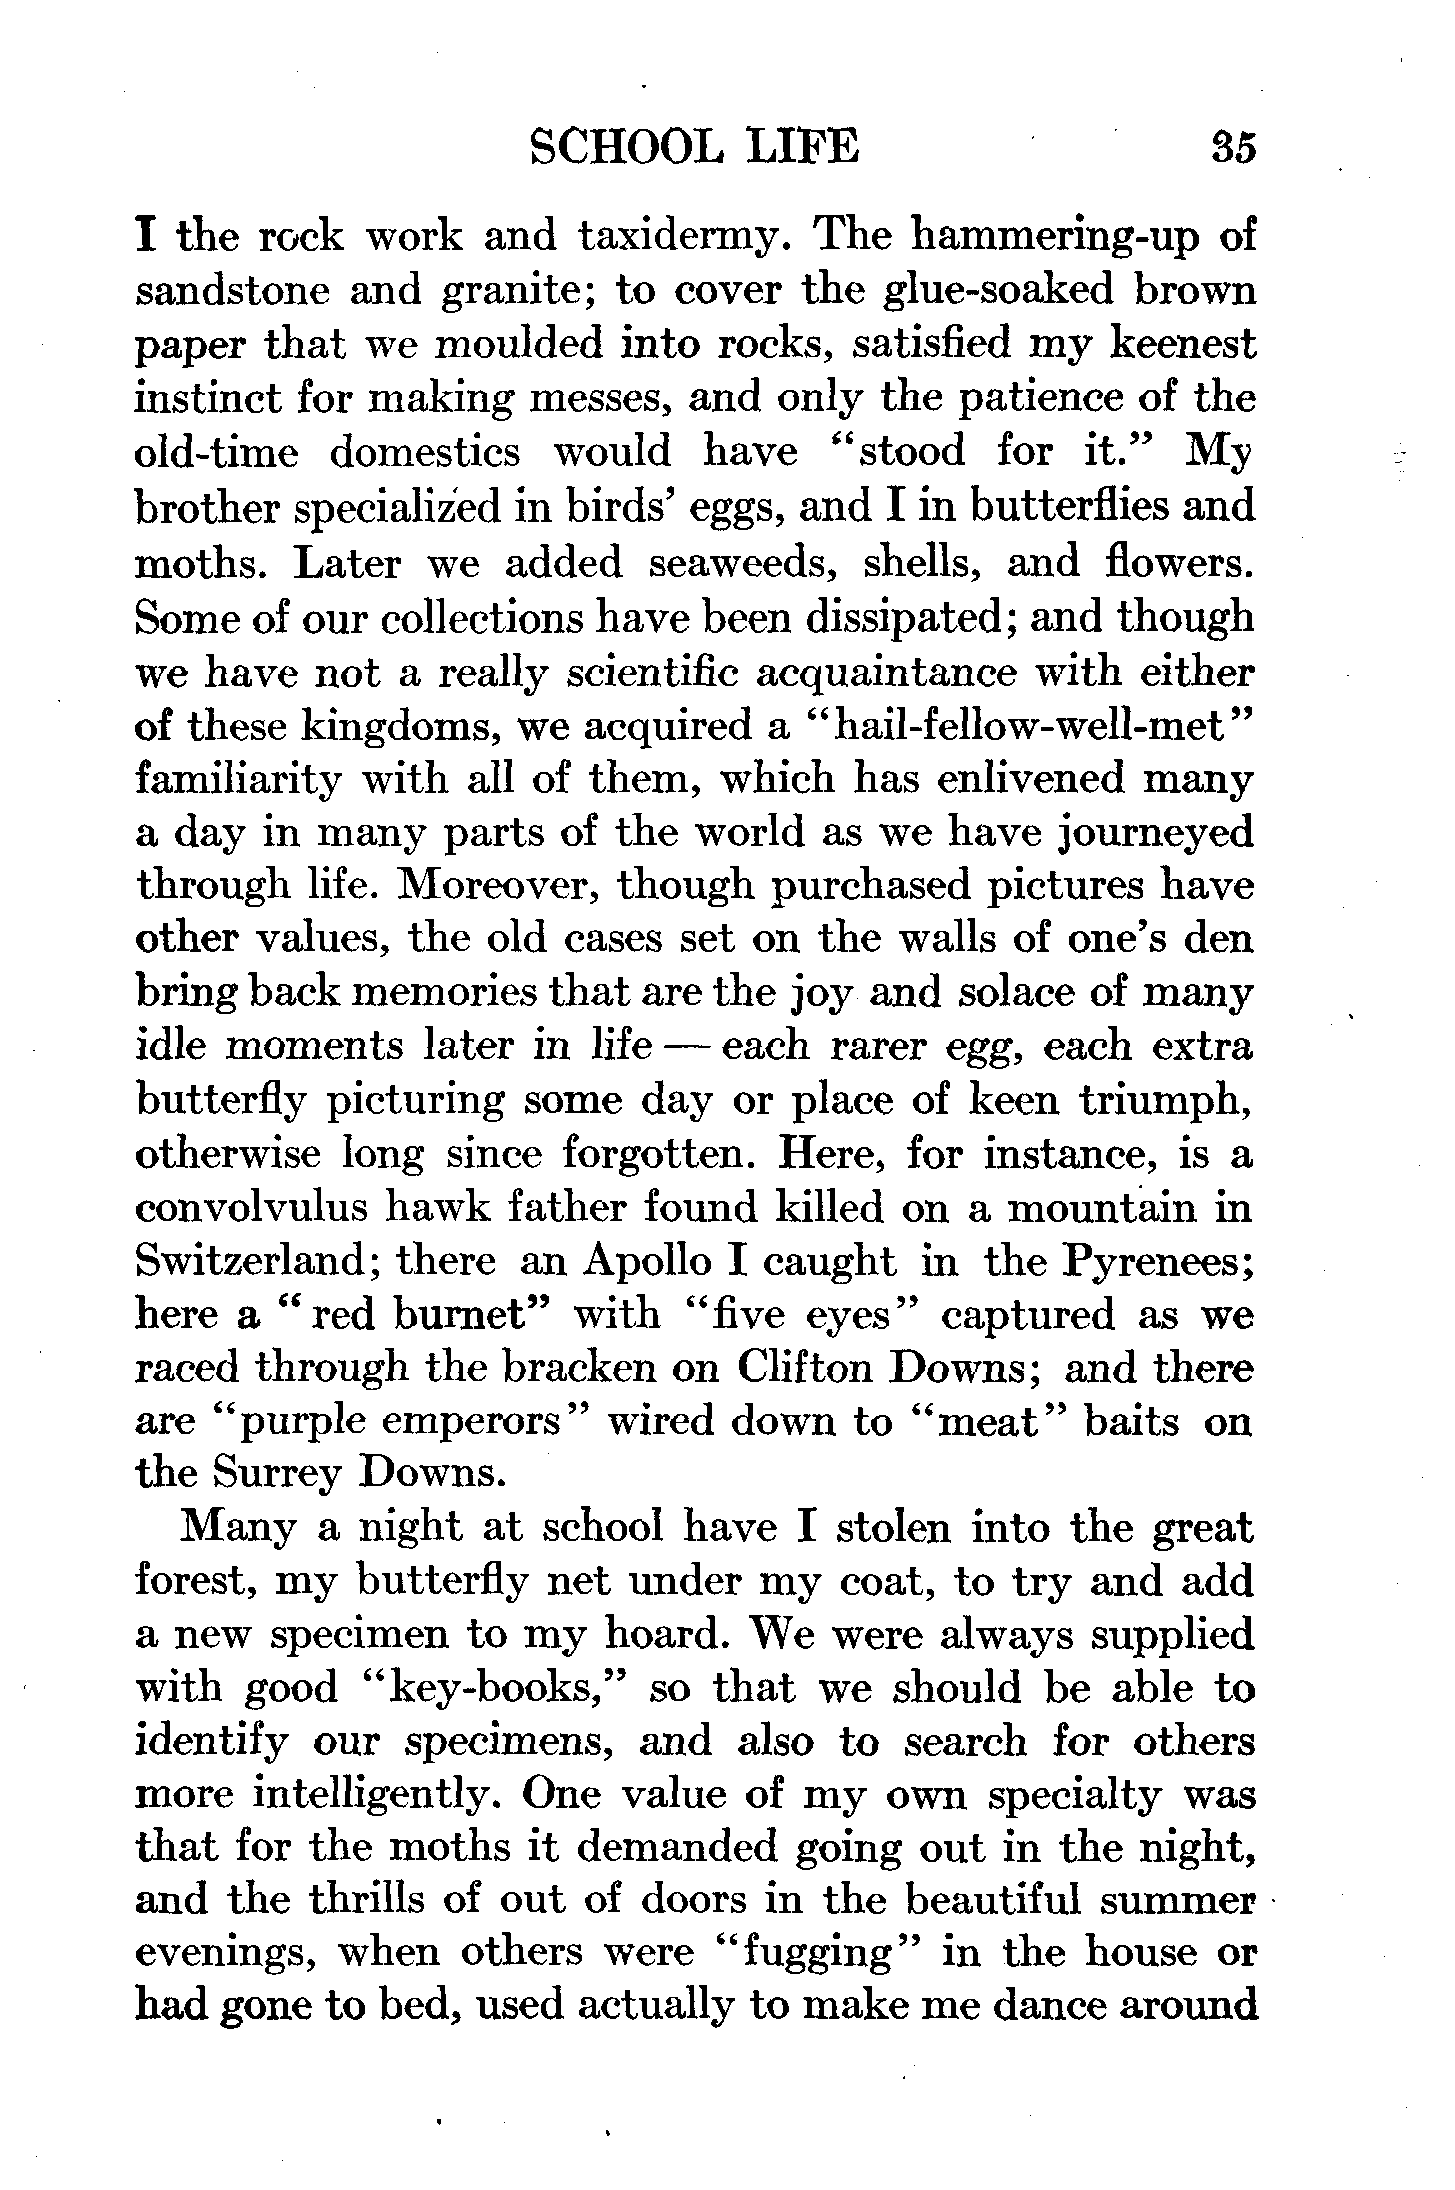 SCHOOL LIFE 35
I the rock work and taxidermy. The hammering-up of
sandstone and granite; to cover the glue-soaked brown
paper that we moulded into rocks, satisfied my keenest
instinct for making messes, and only the patience of the
old-time domestics would have “stood for it.” My
brother specialized in birds’ eggs, and I in butterflies and
moths. Later we added seaweeds, shells, and flowers.
Some of our collections have been dissipated; and though
we have not a really scientific acquaintance with either
of these kingdoms, we acquired a “hail-fellow-well-met”
familiarity with all of them, which has enlivened many
a day in many parts of the world as we have journeyed
through life. Moreover, though purchased pictures have
other values, the old cases set on the walls of one’s den
bring back memories that are the joy and solace of many
idle moments later in life — each rarer egg, each extra
butterfly picturing some day or place of keen triumph,
otherwise long since forgotten. Here, for instance, is a
convolvulus hawk father found killed on a mountain in
Switzerland; there an Apollo I caught in the Pyrenees;
here a “red burnet” with “five eyes” captured as we
raced through the bracken on Clifton Downs; and there
are “purple emperors” wired down to “meat” baits on
the Surrey Downs.
Many a night at school have I stolen into the great
forest, my butterfly net under my coat, to try and add
a new specimen to my hoard. We were always supplied
with good “key-books,” so that we should be able to
identify our specimens, and also to search for others
more intelligently. One value of my own specialty was
that for the moths it demanded going out in the night,
and the thrills of out of doors in the beautiful summer
evenings, when others were “fugging” in the house or
had gone to bed, used actually to make me dance around